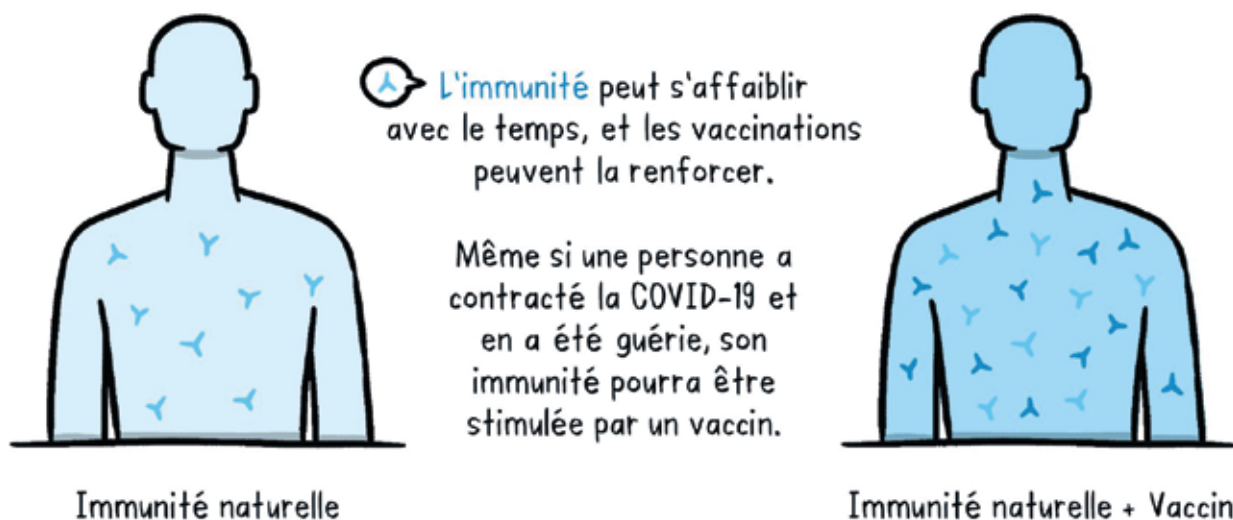 L'immunité peut s'affaiblir
avec le temps, et les vaccinations
peuvent la renforcer.
Même si une personne a
contracté la COVID-19 et
en a été guérie, son
immunité pourra être
stimulée par un vaccin.
Immunité naturelle
Immunité naturelle + Vaccin